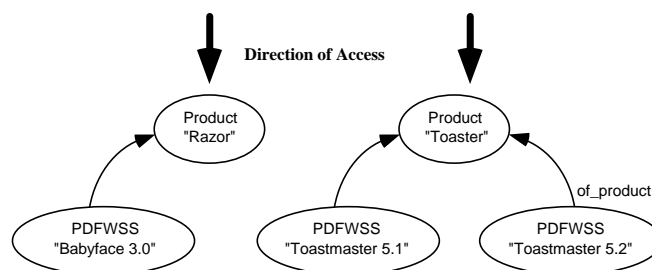 Direction of Access
Product
"Razor"
Product
"Toaster"
of_product
PDFWSS
"Babyface 3.0"
PDFWSS
"Toastmaster 5.1"
PDFWSS
"Toastmaster 5.2"